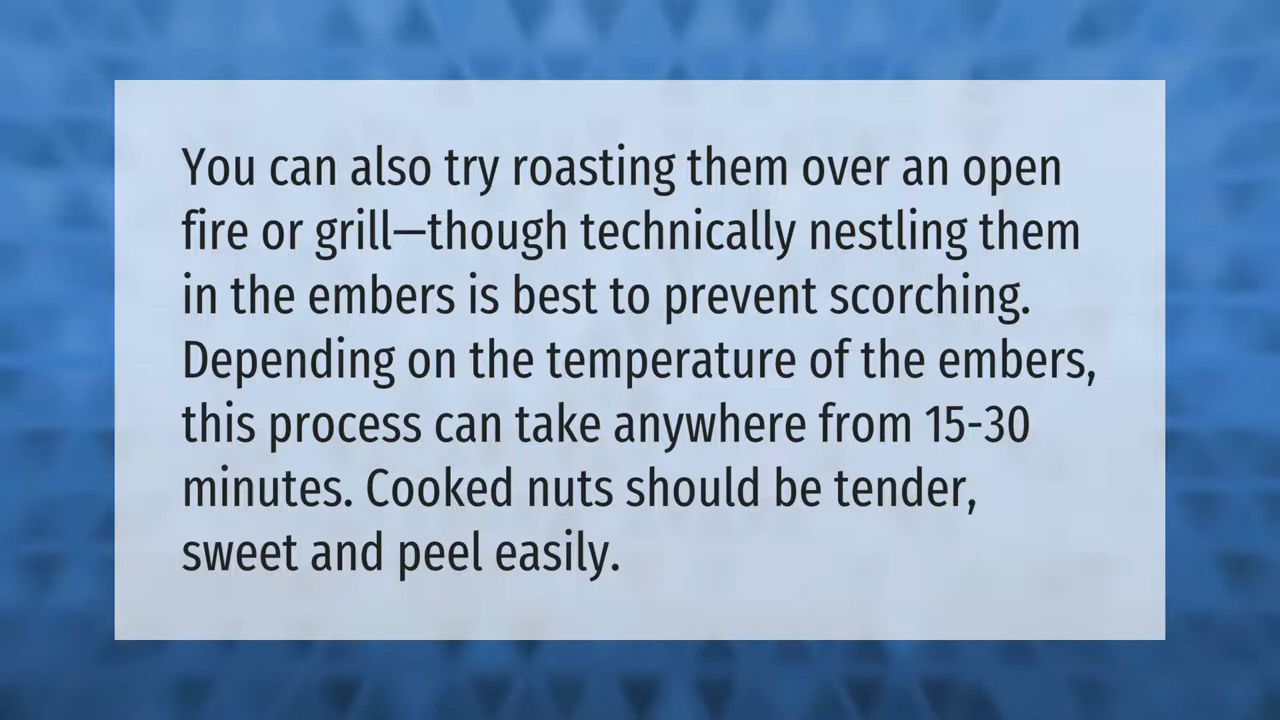 You can also try roasting them over an open
fire or grill—though technically nestling them
in the embers is best to prevent scorching.
Depending on the temperature of the embers,
this process can take anywhere from 15-30
minutes. Cooked nuts should be tender,
sweet and peel easily.